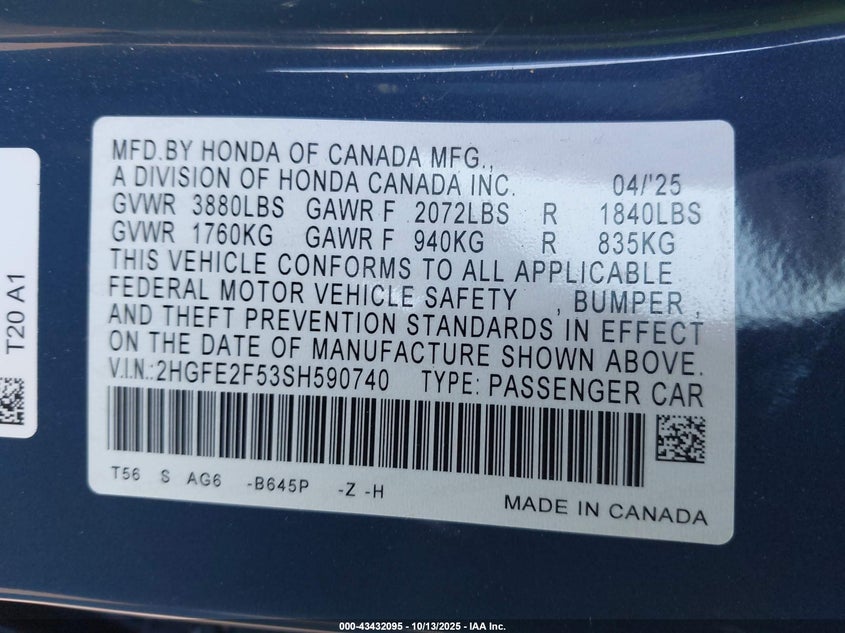 MFD.BY HONDA OF CANADA MFG.,
A DIVISION OF HONDA CANADA INC. 04/'25
GVWR 3880LBS GAWR F 2072LBS R 1840LBS
GVWR 1760KG GAWR F 940KG R 835KG
THIS VEHICLE CONFORMS TO ALL APPLICABLE
FEDERAL MOTOR VEHICLE SAFETY , BUMPER ,
AND THEFT PREVENTION STANDARDS IN EFFECT
ON THE DATE OF MANUFACTURE SHOWN ABOVE.
V.I.N.:2HGFE2F53SH590740 TYPE: PASSENGER CAR
T56 S AG6 -B645P -Z -H
MADE IN CANADA
T20 A1
000-43432095 - 10/13/2025 - IAA Inc.